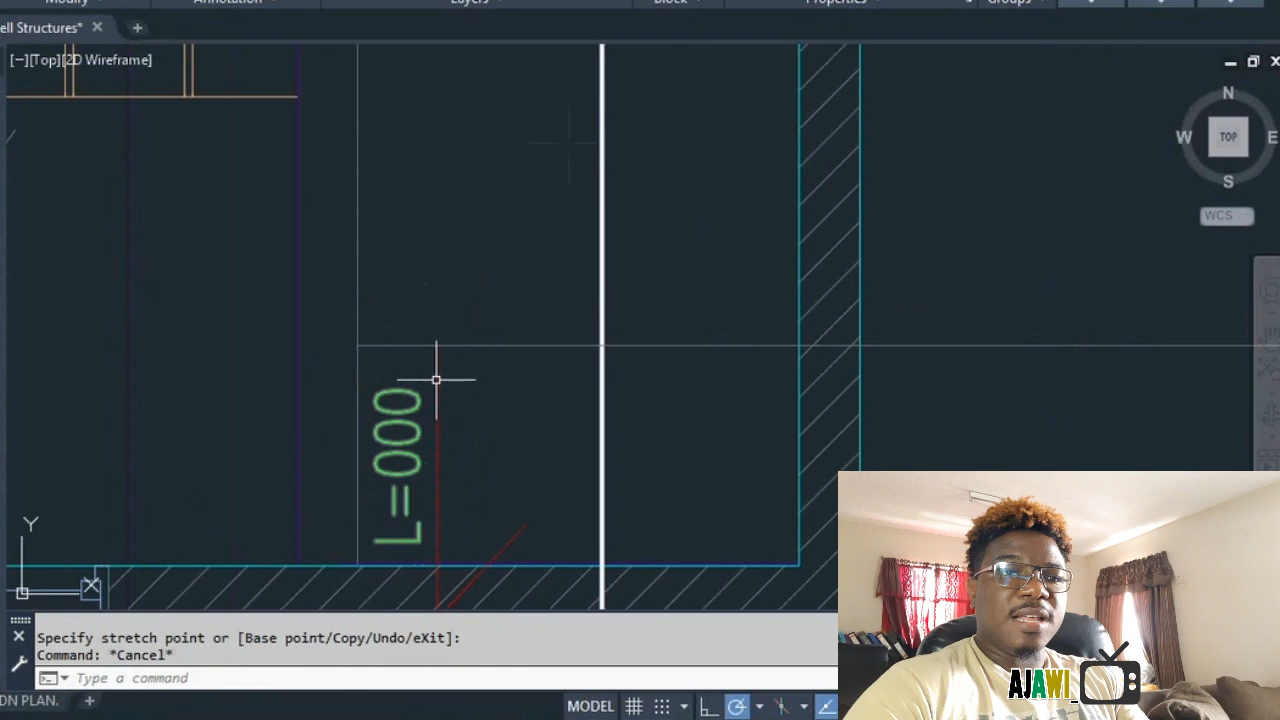 Modify
Annotation
Layers
Block
Properties
Groups
ell Structures*
[−][Top][2D Wireframe]
N
W
TOP
E
S
WCS
L=000
Y
X
Specify stretch point or [Base point/Copy/Undo/eXit]:
Command: *Cancel*
Type a command
DN PLAN.
MODEL
AJAWI_